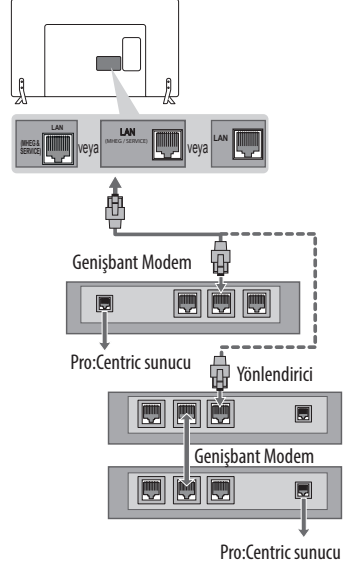 LAN
(MHEG &
SERVICE)
veya
LAN
(MHEG / SERVICE)
veya
LAN
Genişbant Modem
Pro:Centric sunucu
Yönlendirici
Genişbant Modem
Pro:Centric sunucu